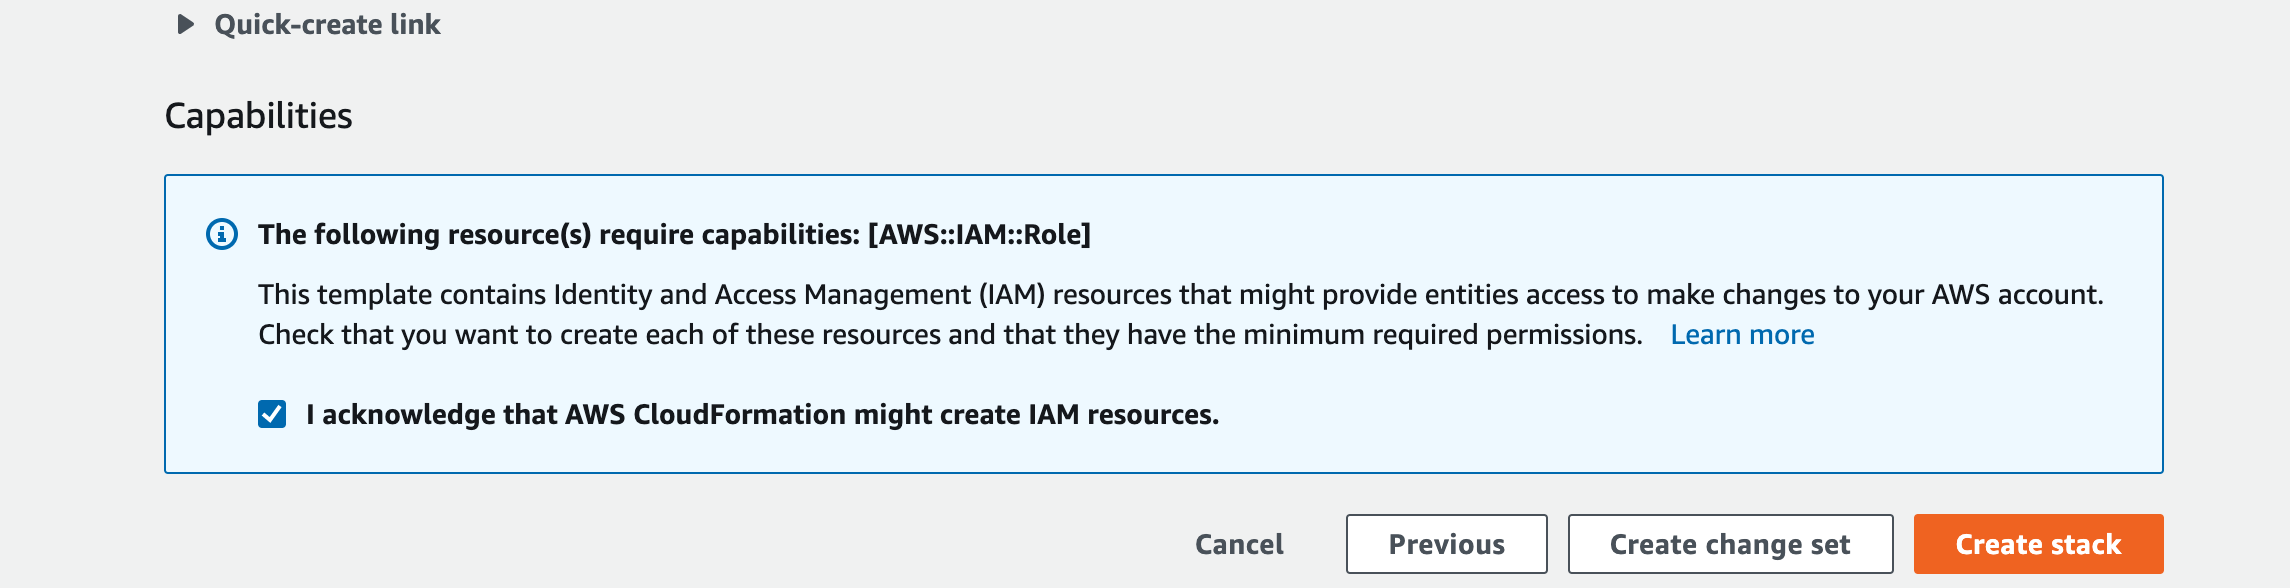 Quick-create link
Capabilities
The following resource(s) require capabilities: [AWS::IAM::Role]
This template contains Identity and Access Management (IAM) resources that might provide entities access to make changes to your AWS account.
Check that you want to create each of these resources and that they have the minimum required permissions. Learn more
I acknowledge that AWS CloudFormation might create IAM resources.
Cancel Previous Create change set Create stack